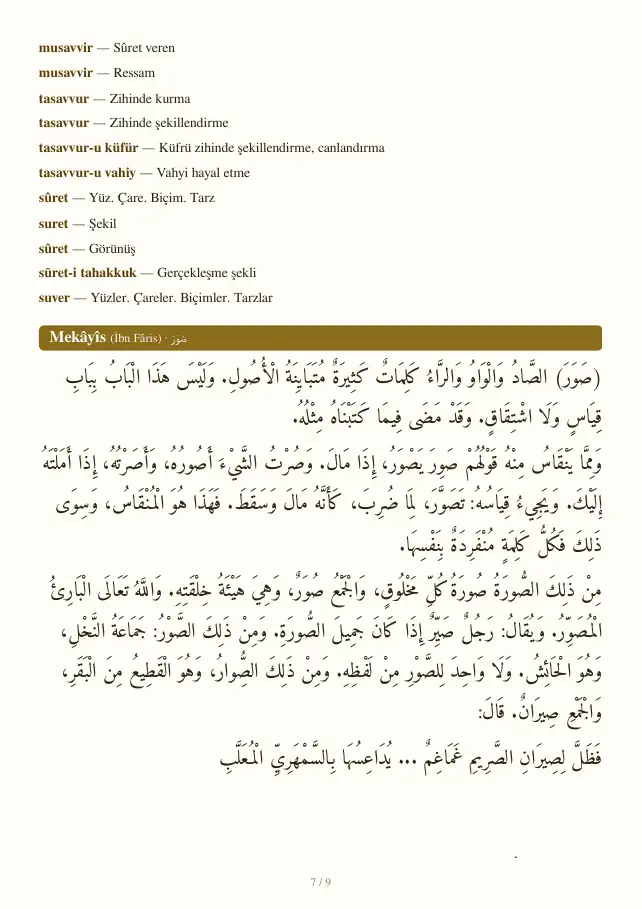 musavvir — Sûret veren
musavvir — Ressam
tasavvur — Zihinde kurma
tasavvur — Zihinde şekillendirme
tasavvur-u küfür — Küfrü zihinde şekillendirme, canlandırma
tasavvur-u vahiy — Vahyi hayal etme
sûret — Yüz. Çare. Biçim. Tarz
suret — Şekil
sûret — Görünüş
sûret-i tahakkuk — Gerçekleşme şekli
suver — Yüzler. Çareler. Biçimler. Tarzlar
Mekâyîs (İbn Fâris) · صَوَرَ
(صَوَرَ) الصَّادُ وَالْوَاوُ وَالرَّاءُ كَلِمَاتٌ كَثِيرَةٌ مُتَبَايِنَةُ الْأُصُولِ. وَلَيْسَ هَذَا الْبَابُ بِبَابِ
قِيَاسٍ وَلَا اشْتِقَاقٍ. وَقَدْ مَضَى فِيمَا كَتَبْنَاهُ مِثْلُهُ.
وَمِمَّا يَنْقَاسُ مِنْهُ قَوْلُهُمْ صَوِرَ يَصْوَرُ، إِذَا مَالَ. وَصُرْتُ الشَّيْءَ أَصُورُهُ، وَأَصَرْتُهُ، إِذَا أَمَلْتَهُ
إِلَيْكَ. وَيَجِيءُ قِيَاسُهُ: تَصَوَّرَ، لِمَا ضُرِبَ، كَأَنَّهُ مَالَ وَسَقَطَ. فَهَذَا هُوَ الْمُنْقَاسُ، وَسِوَى
ذَلِكَ فَكُلُّ كَلِمَةٍ مُنْفَرِدَةٌ بِنَفْسِهَا.
مِنْ ذَلِكَ الصُّورَةُ صُورَةُ كُلِّ مَخْلُوقٍ، وَالْجَمْعُ صُوَرٌ، وَهِيَ هَيْئَةُ خِلْقَتِهِ. وَاللَّهُ تَعَالَى الْبَارِئُ
الْمُصَوِّرُ. وَيُقَالُ: رَجُلٌ صَيِّرٌ إِذَا كَانَ جَمِيلَ الصُّورَةِ. وَمِنْ ذَلِكَ الصَّوْرُ: جَمَاعَةُ النَّخْلِ،
وَهُوَ الْحَائِشُ. وَلَا وَاحِدَ لِلصَّوْرِ مِنْ لَفْظِهِ. وَمِنْ ذَلِكَ الصِّوَارُ، وَهُوَ الْقَطِيعُ مِنَ الْبَقَرِ،
وَالْجَمْعِ صِيرَانٌ. قَالَ:
فَظَلَّ لِصِيرَانِ الصَّرِيمِ غَمَاغِمٌ ... يُدَاعِسُهَا بِالسَّمْهَرِيِّ الْمُعَلَّبِ
7 / 9